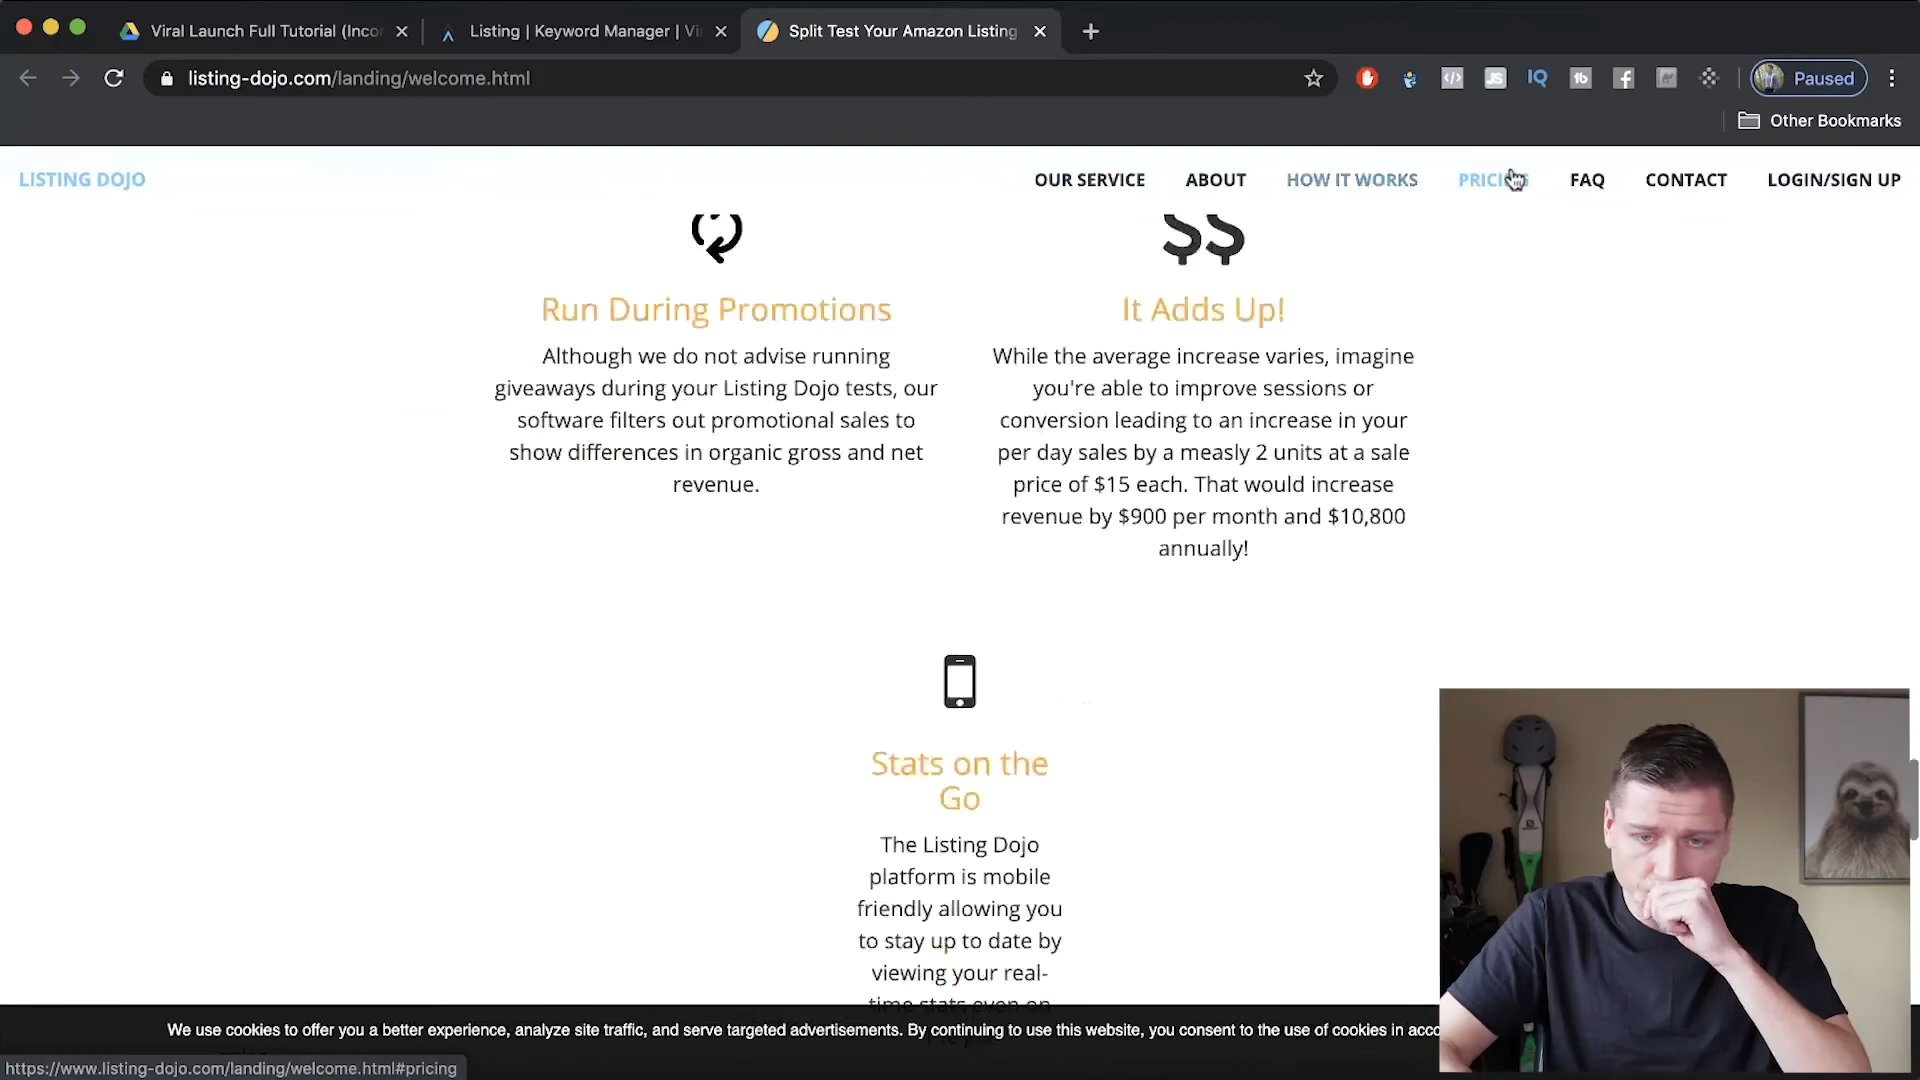 Viral Launch Full Tutorial (Inco
Listing | Keyword Manager | Vi
Split Test Your Amazon Listing
listing-dojo.com/landing/welcome.html
Paused
Other Bookmarks
LISTING DOJO
OUR SERVICE
ABOUT
HOW IT WORKS
PRICING
FAQ
CONTACT
LOGIN/SIGN UP
Run During Promotions
Although we do not advise running
giveaways during your Listing Dojo tests, our
software filters out promotional sales to
show differences in organic gross and net
revenue.
$$
It Adds Up!
While the average increase varies, imagine
you're able to improve sessions or
conversion leading to an increase in your
per day sales by a measly 2 units at a sale
price of $15 each. That would increase
revenue by $900 per month and $10,800
annually!
Stats on the
Go
The Listing Dojo
platform is mobile
friendly allowing you
to stay up to date by
viewing your real-
time stats even on
We use cookies to offer you a better experience, analyze site traffic, and serve targeted advertisements. By continuing to use this website, you consent to the use of cookies in acco
https://www.listing-dojo.com/landing/welcome.html#pricing